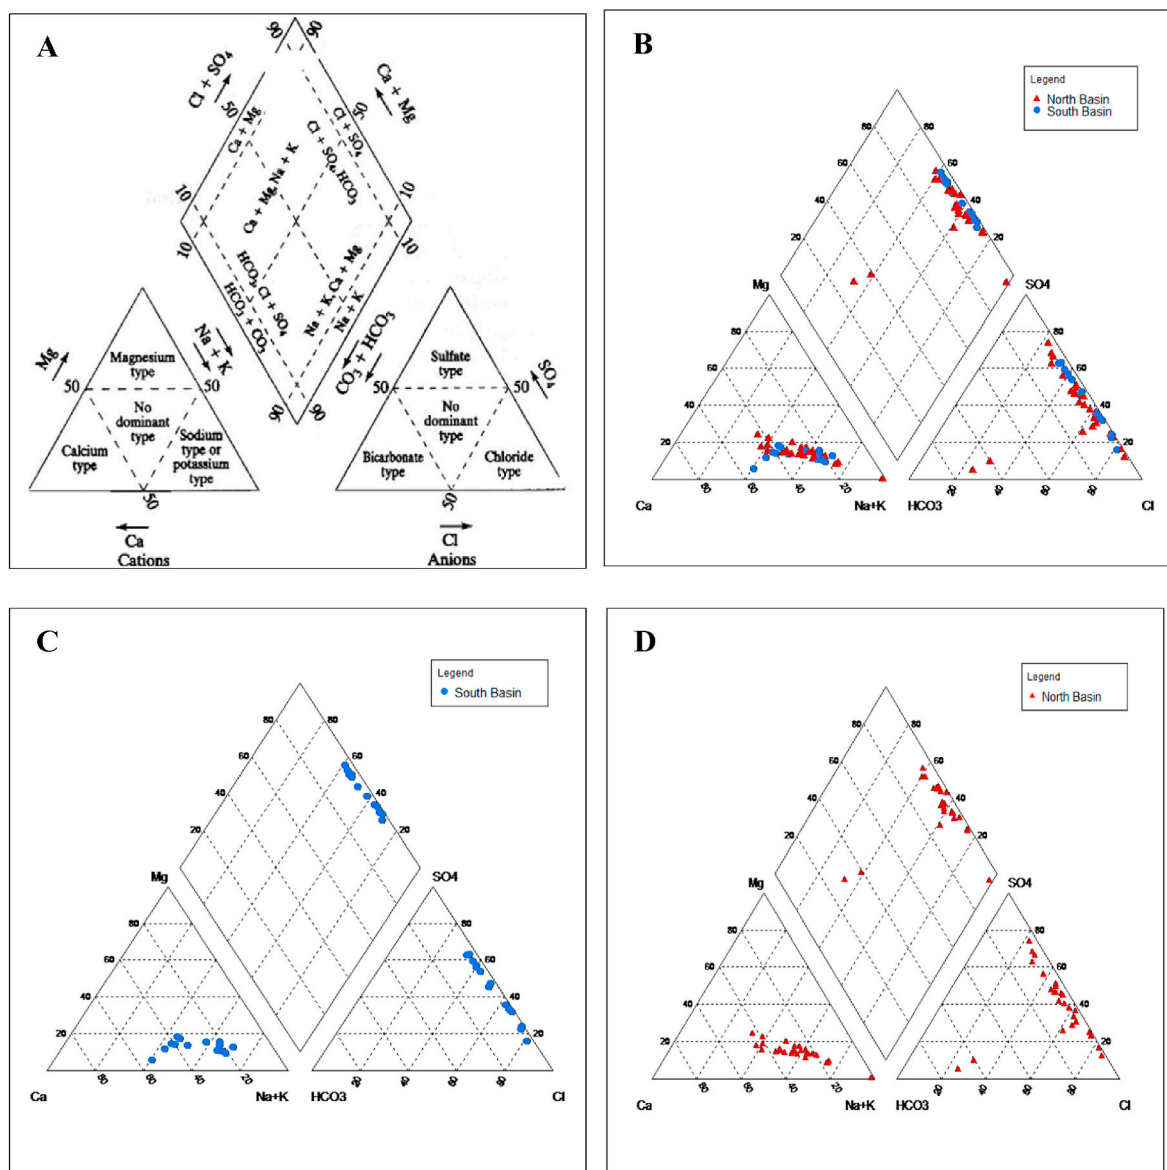 A
90
90
Cl + SO₄
Ca + Mg
50
50
Ca + Mg
Cl + SO₄
Cl + SO₄, HCO₃
Ca + Mg, Na + K
10
10
10
10
HCO₃, Cl + SO₄
HCO₃ + CO₃
Na + K, Ca + Mg
Na + K
90
90
Mg
Na + K
CO₃ + HCO₃
SO₄
Magnesium
type
50
50
No
dominant
type
Calcium
type
Sodium
type or
potassium
type
50
Ca
Cations
Sulfate
type
50
50
No
dominant
type
Bicarbonate
type
Chloride
type
50
Cl
Anions
B
Legend
North Basin
South Basin
80
80
60
60
40
40
20
20
Mg
SO4
80
80
60
60
40
40
20
20
80
60
40
20
20
40
60
80
Ca
Na+K
HCO3
Cl
C
Legend
South Basin
80
80
60
60
40
40
20
20
Mg
SO4
80
80
60
60
40
40
20
20
80
60
40
20
20
40
60
80
Ca
Na+K
HCO3
Cl
D
Legend
North Basin
80
80
60
60
40
40
20
20
Mg
SO4
80
80
60
60
40
40
20
20
80
60
40
20
20
40
60
80
Ca
Na+K
HCO3
Cl